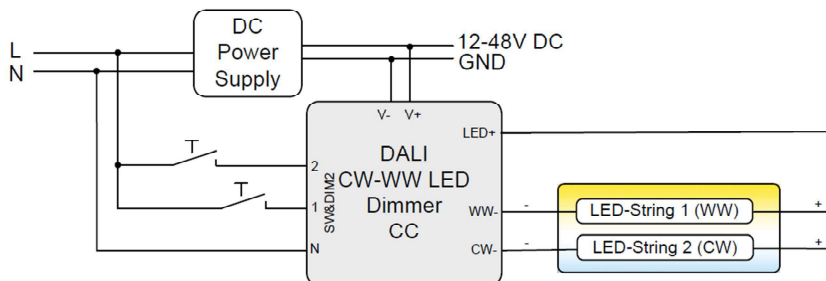 DC
Power
Supply
L
N
12-48V DC
GND
V- V+
LED+
DALI
CW-WW LED
Dimmer
CC
T
2
T
1
SW&DIM2
N
WW-
-
LED-String 1 (WW)
+
CW-
-
LED-String 2 (CW)
+